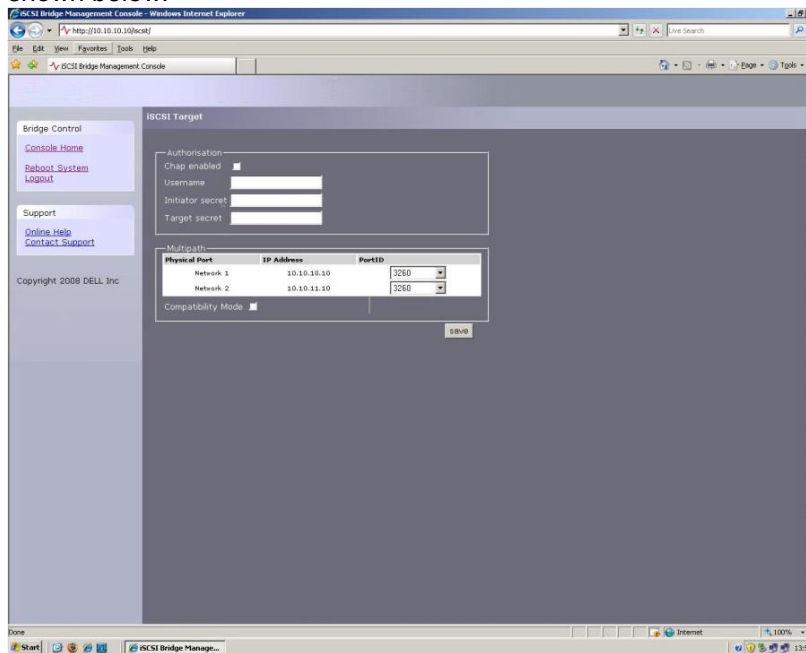 iSCSI Bridge Management Console - Windows Internet Explorer
http://10.10.10.10/iscsit/
Live Search
File Edit View Favorites Tools Help
iSCSI Bridge Management Console
Page Tools
iSCSI Target
Bridge Control
Console Home
Reboot System
Logout
Support
Online Help
Contact Support
Copyright 2008 DELL Inc
Authorisation
Chap enabled
Username
Initiator secret
Target secret
Multipath
Physical Port IP Address PortID
Network 1 10.10.10.10 3260
Network 2 10.10.11.10 3260
Compatibility Mode
save
Done
Internet
100%
Start
iSCSI Bridge Manage...